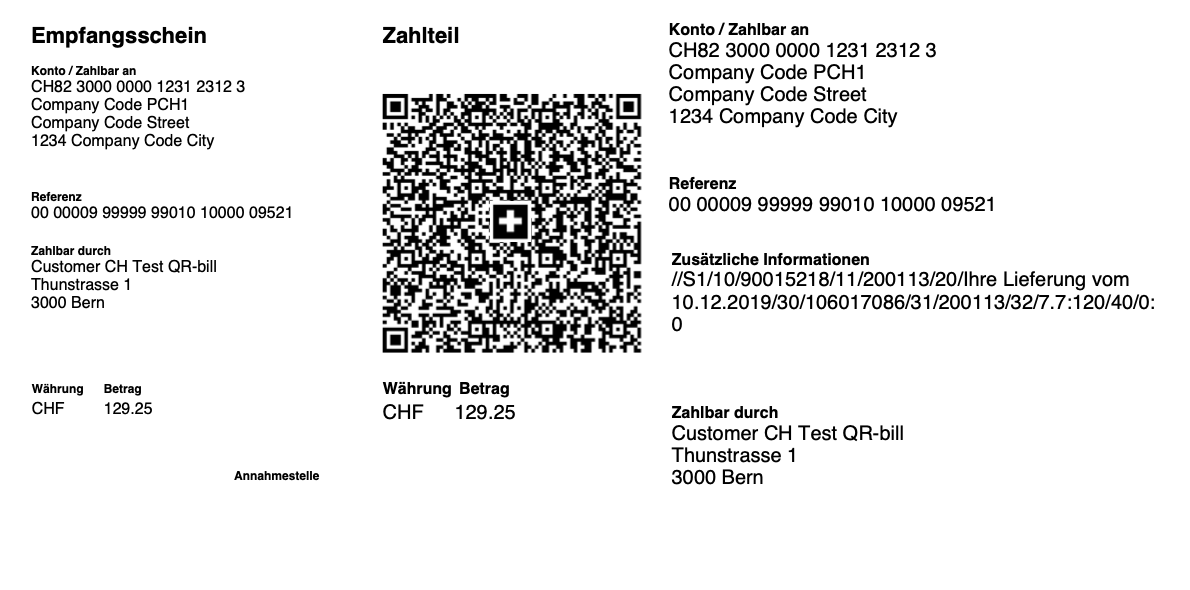 Empfangsschein
Konto / Zahlbar an
CH82 3000 0000 1231 2312 3
Company Code PCH1
Company Code Street
1234 Company Code City
Referenz
00 00009 99999 99010 10000 09521
Zahlbar durch
Customer CH Test QR-bill
Thunstrasse 1
3000 Bern
Währung Betrag
CHF 129.25
Annahmestelle
Zahlteil
Währung Betrag
CHF 129.25
Konto / Zahlbar an
CH82 3000 0000 1231 2312 3
Company Code PCH1
Company Code Street
1234 Company Code City
Referenz
00 00009 99999 99010 10000 09521
Zusätzliche Informationen
//S1/10/90015218/11/200113/20/Ihre Lieferung vom
10.12.2019/30/106017086/31/200113/32/7.7:120/40/0:
0
Zahlbar durch
Customer CH Test QR-bill
Thunstrasse 1
3000 Bern